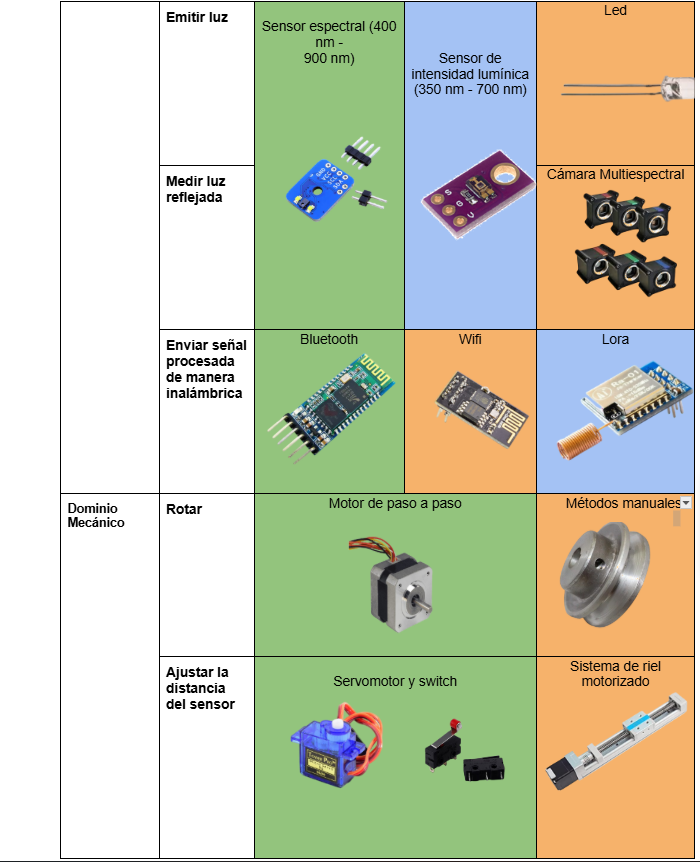 Emitir luz
Sensor espectral (400
nm -
900 nm)
Sensor de
intensidad lumínica
(350 nm - 700 nm)
Led
Medir luz
reflejada
Cámara Multiespectral
Enviar señal
procesada
de manera
inalámbrica
Bluetooth
Wifi
Lora
Dominio
Mecánico
Rotar
Motor de paso a paso
Métodos manuales
Ajustar la
distancia
del sensor
Servomotor y switch
Sistema de riel
motorizado